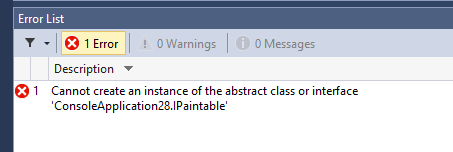 Error List
1 Error
0 Warnings
0 Messages
Description
1 Cannot create an instance of the abstract class or interface
'ConsoleApplication28.IPaintable'